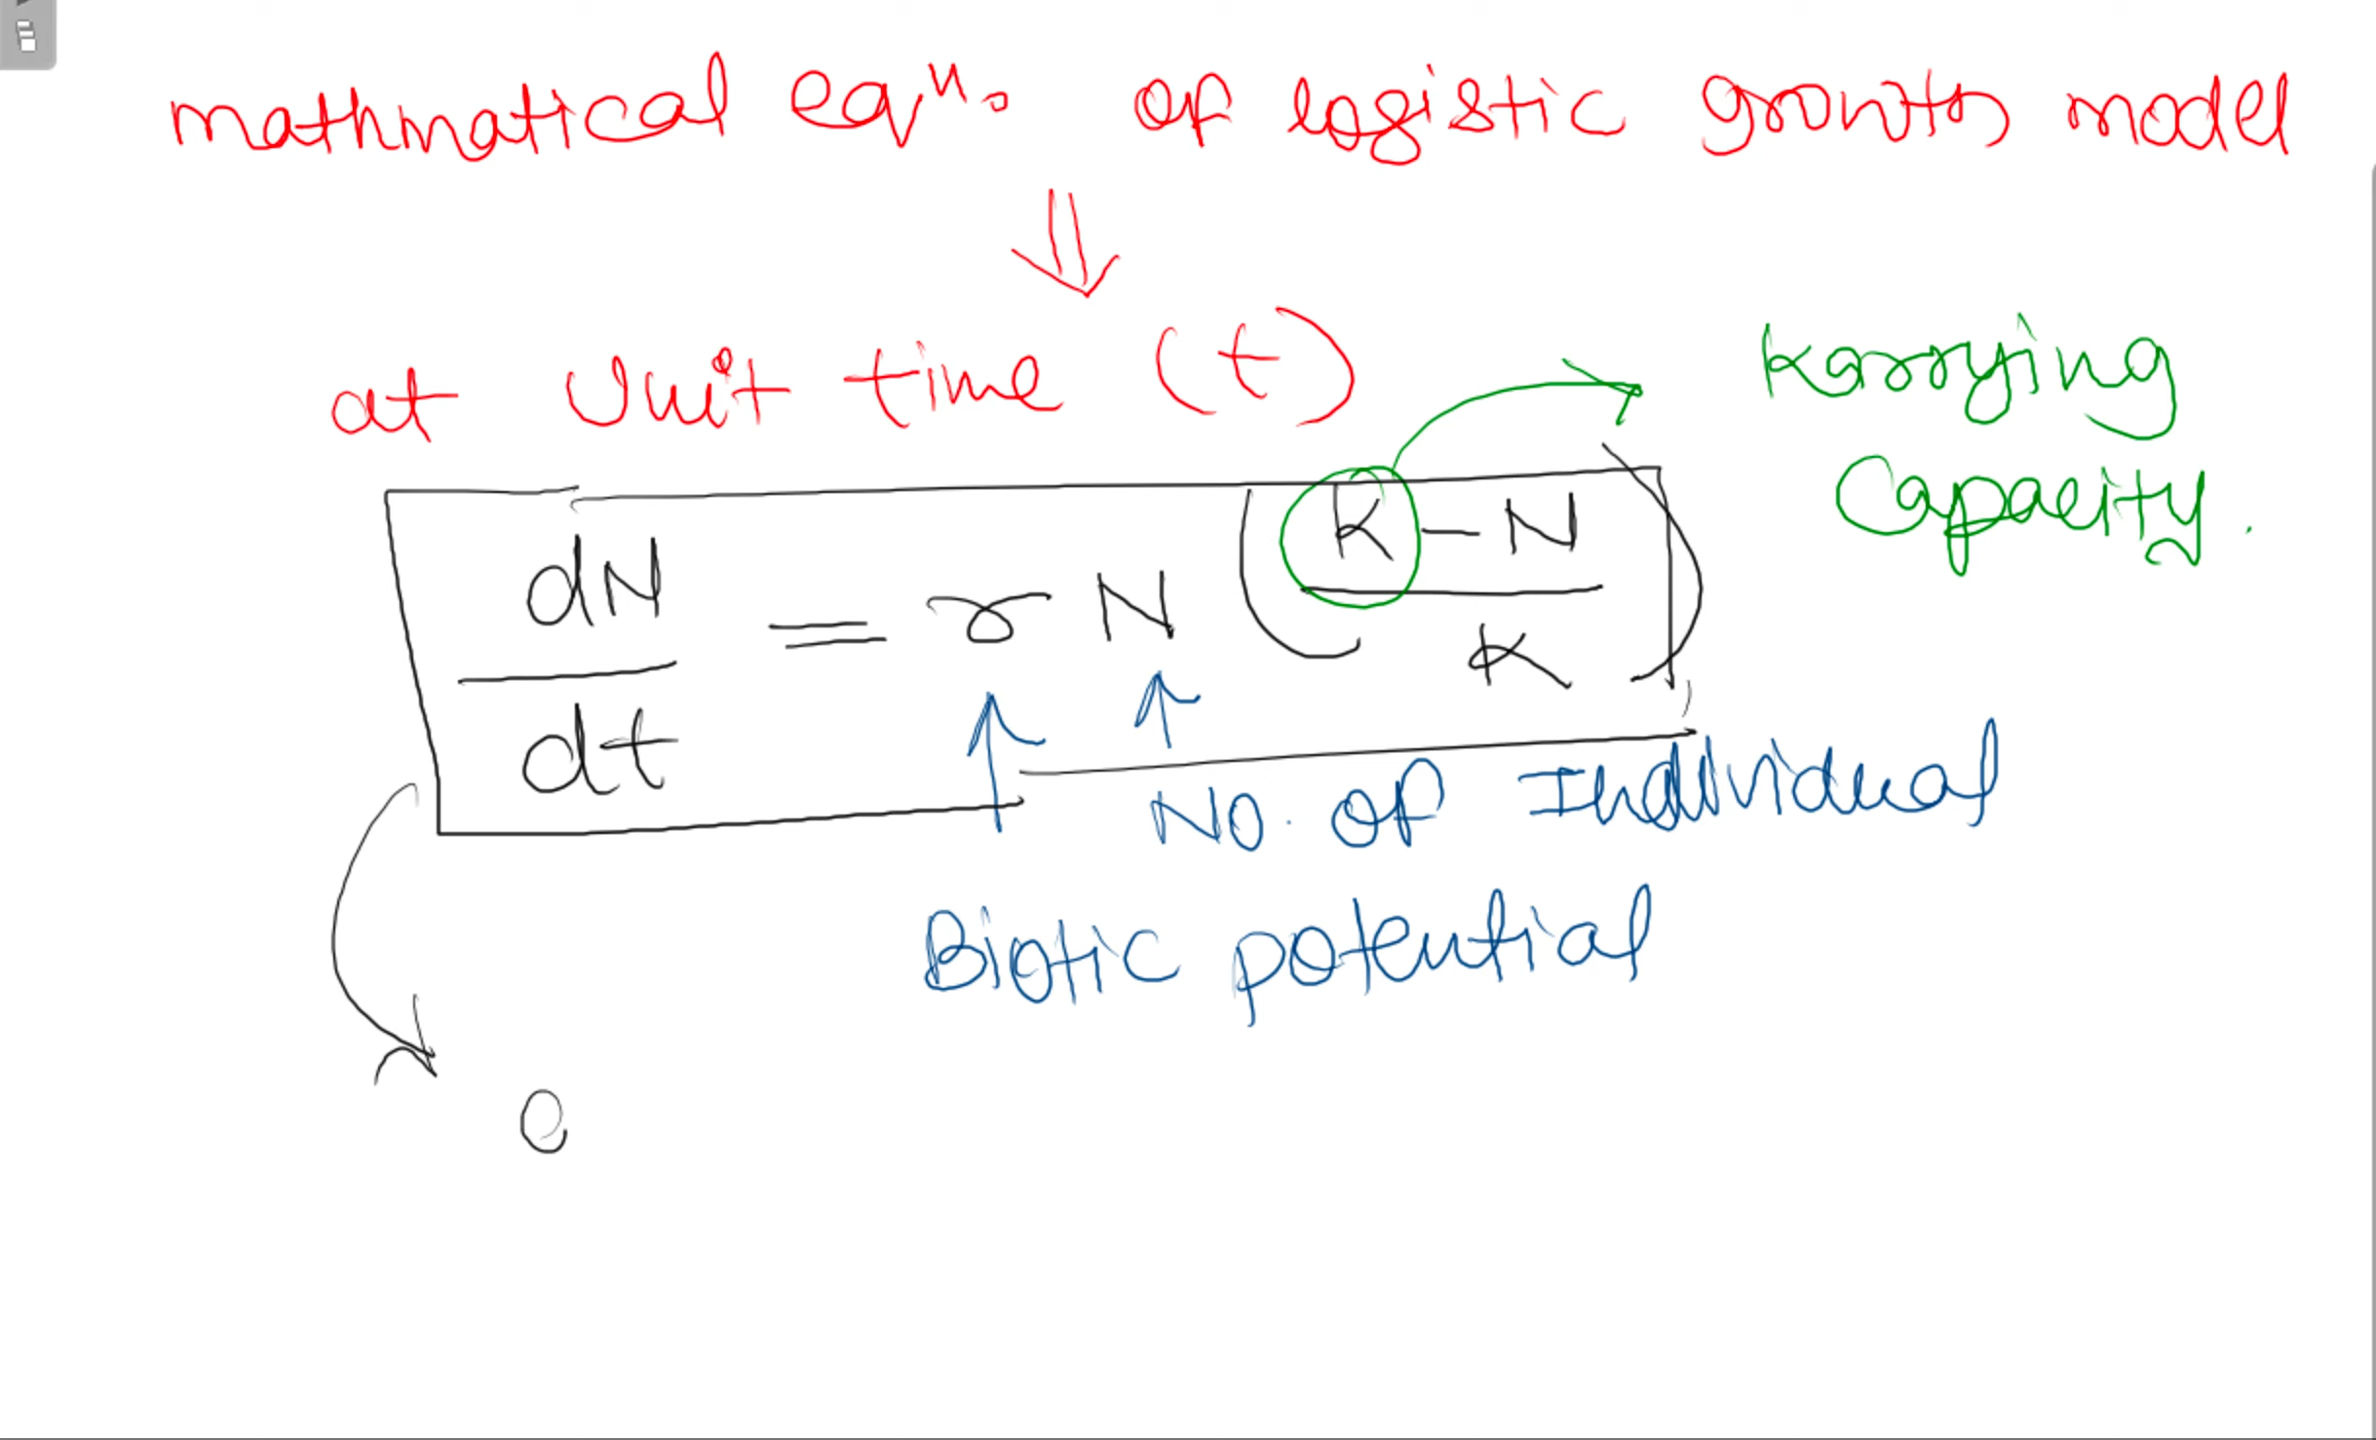 mathmatical eqⁿ. of logistic growth model
at Unit time (t)
Karrying
Capacity.
dN/dt = r N (K-N/K)
No. of Individual
Biotic potential